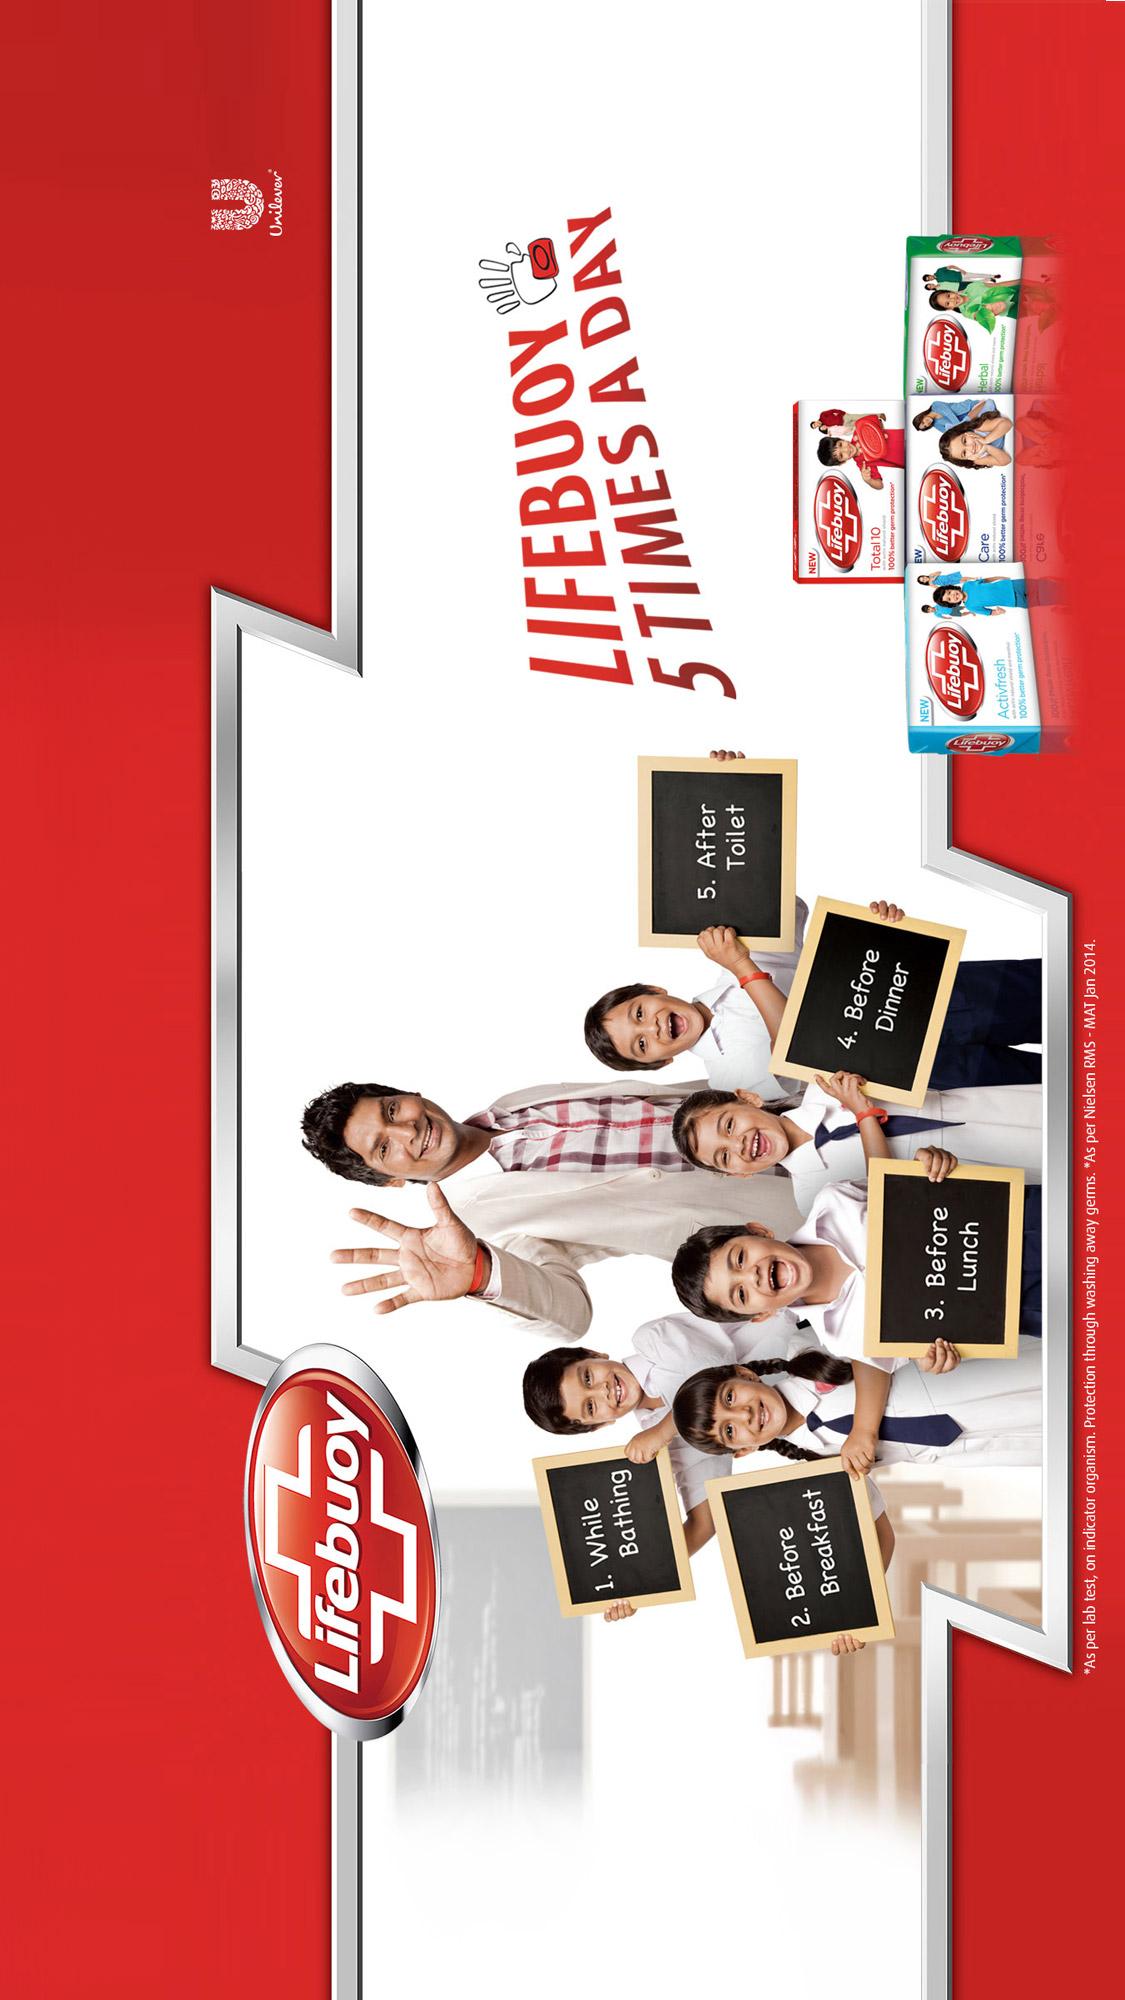 Unilever
Lifebuoy
LIFEBUOY
5 TIMES A DAY
1. While
Bathing
2. Before
Breakfast
3. Before
Lunch
4. Before
Dinner
5. After
Toilet
NEW
Lifebuoy
Total 10
100% better germ protection*
Lifebuoy
NEW
Lifebuoy
Activfresh
100% better germ protection*
Lifebuoy
Care
100% better germ protection*
Lifebuoy
Herbal
100% better germ protection*
Lifebuoy
*As per lab test, on indicator organism. Protection through washing away germs. *As per Nielsen RMS - MAT Jan 2014.